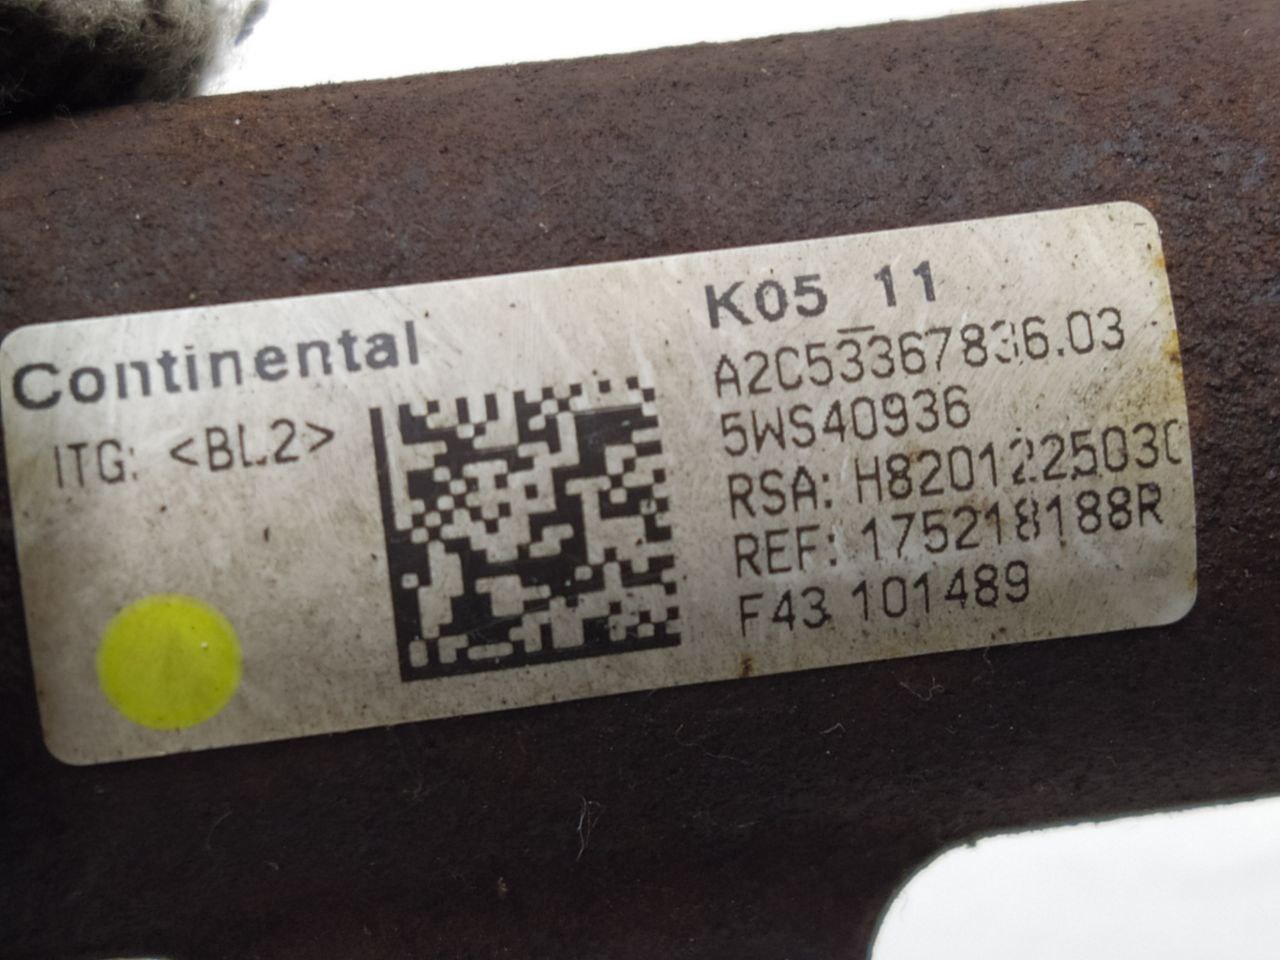 Continental
ITG: <BL2>
K05 11
A2C53367836.03
5WS40936
RSA: H8201225030
REF: 175218188R
F43 101489